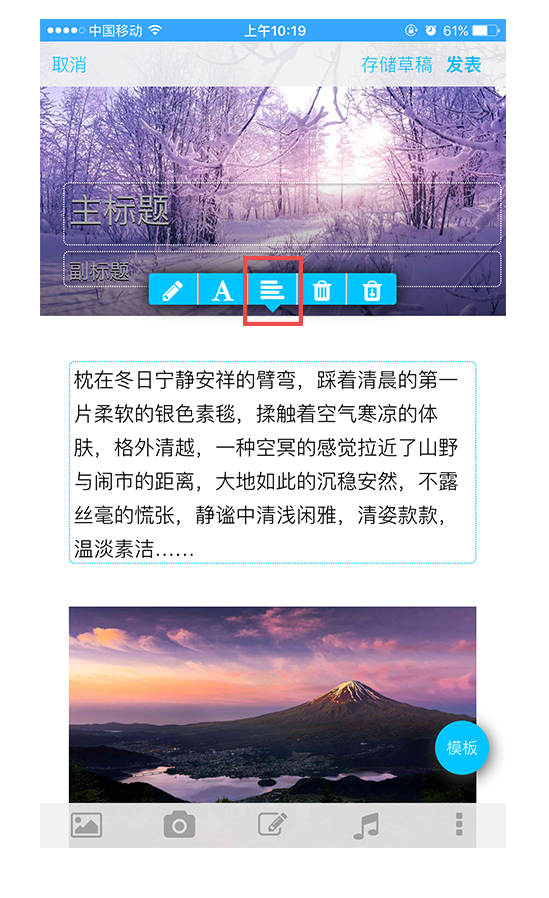 中国移动 上午10:19 61%
取消 存储草稿 发表
主标题
副标题
A
枕在冬日宁静安祥的臂弯，踩着清晨的第一
片柔软的银色素毯，揉触着空气寒凉的体
肤，格外清越，一种空冥的感觉拉近了山野
与闹市的距离，大地如此的沉稳安然，不露
丝毫的慌张，静谧中清浅闲雅，清姿款款，
温淡素洁……
模板